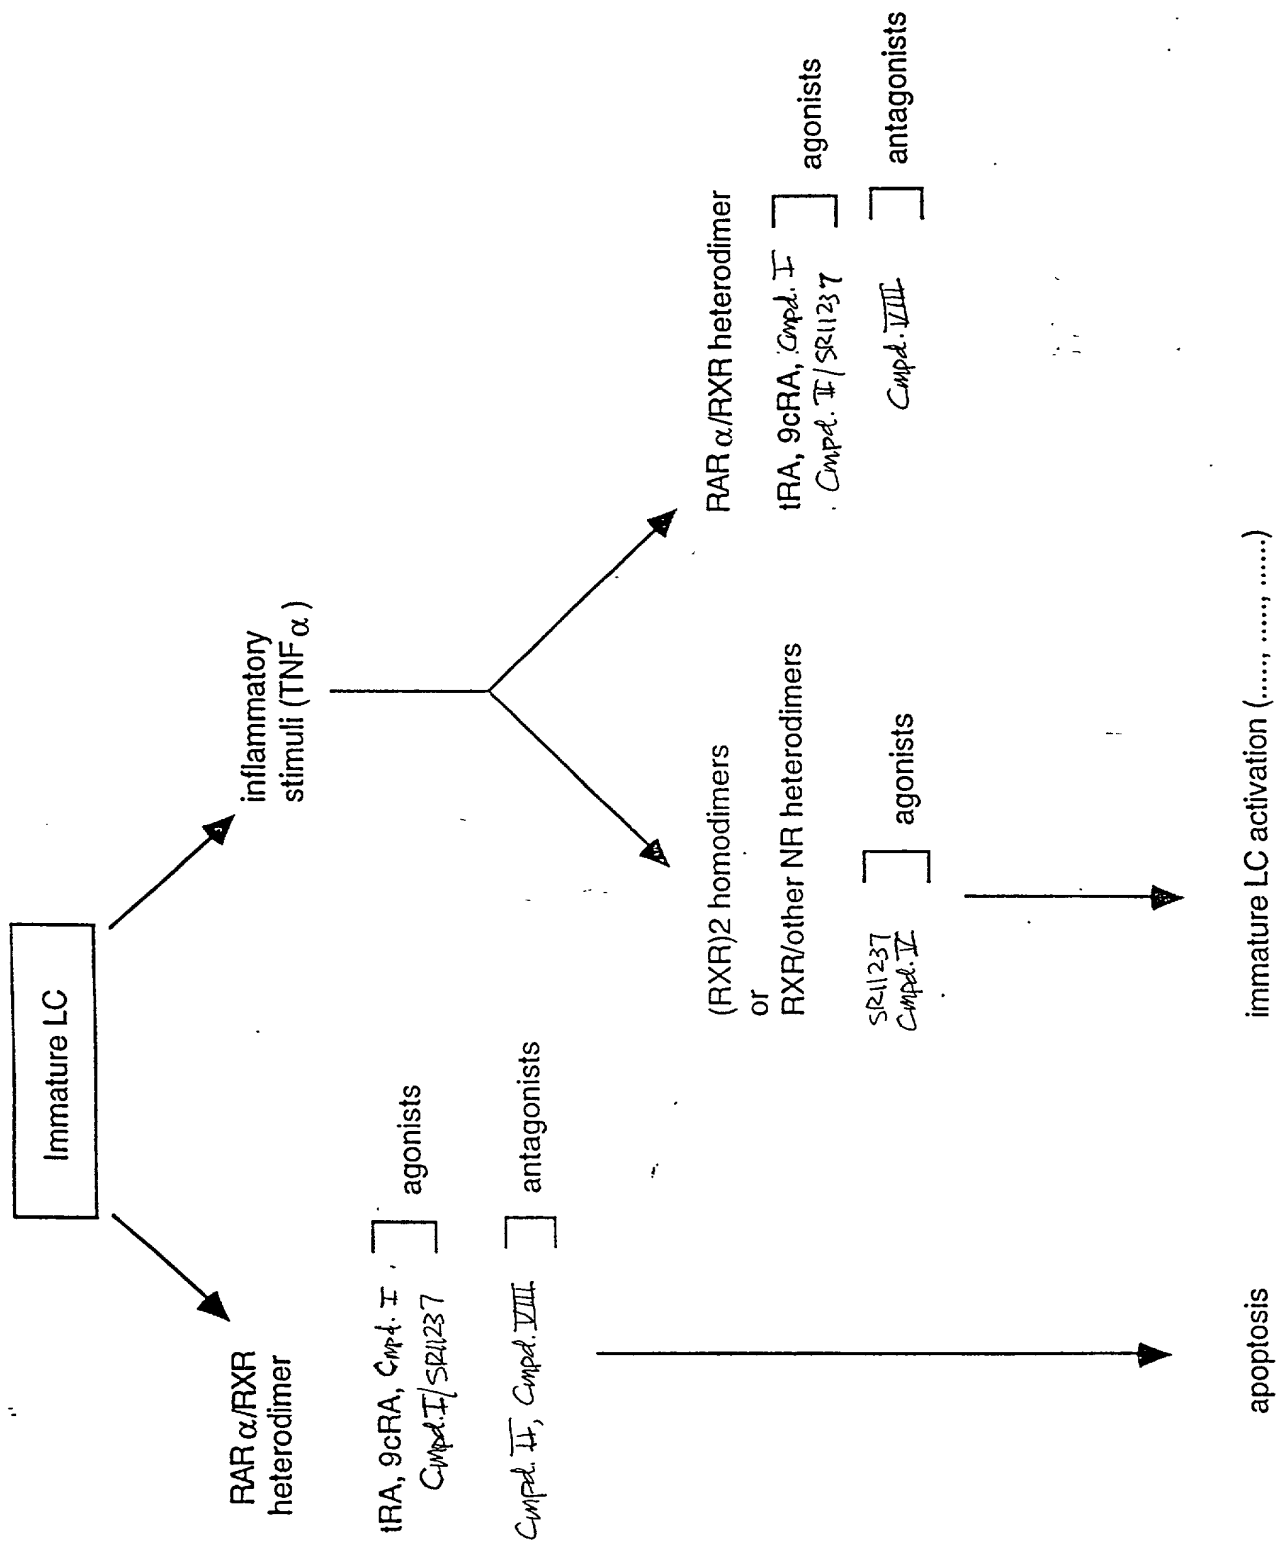 Immature LC
RAR α/RXR
heterodimer
tRA, 9cRA, Cmpd. I,
Cmpd. I/SR11237
agonists
Cmpd. II, Cmpd. VIII
antagonists
apoptosis
inflammatory
stimuli (TNF α)
(RXR)2 homodimers
or
RXR/other NR heterodimers
SR11237
Cmpd. V
agonists
immature LC activation (......, ......, ......)
RAR α/RXR heterodimer
tRA, 9cRA, Cmpd. I
Cmpd. II/SR11237
agonists
Cmpd. VIII
antagonists